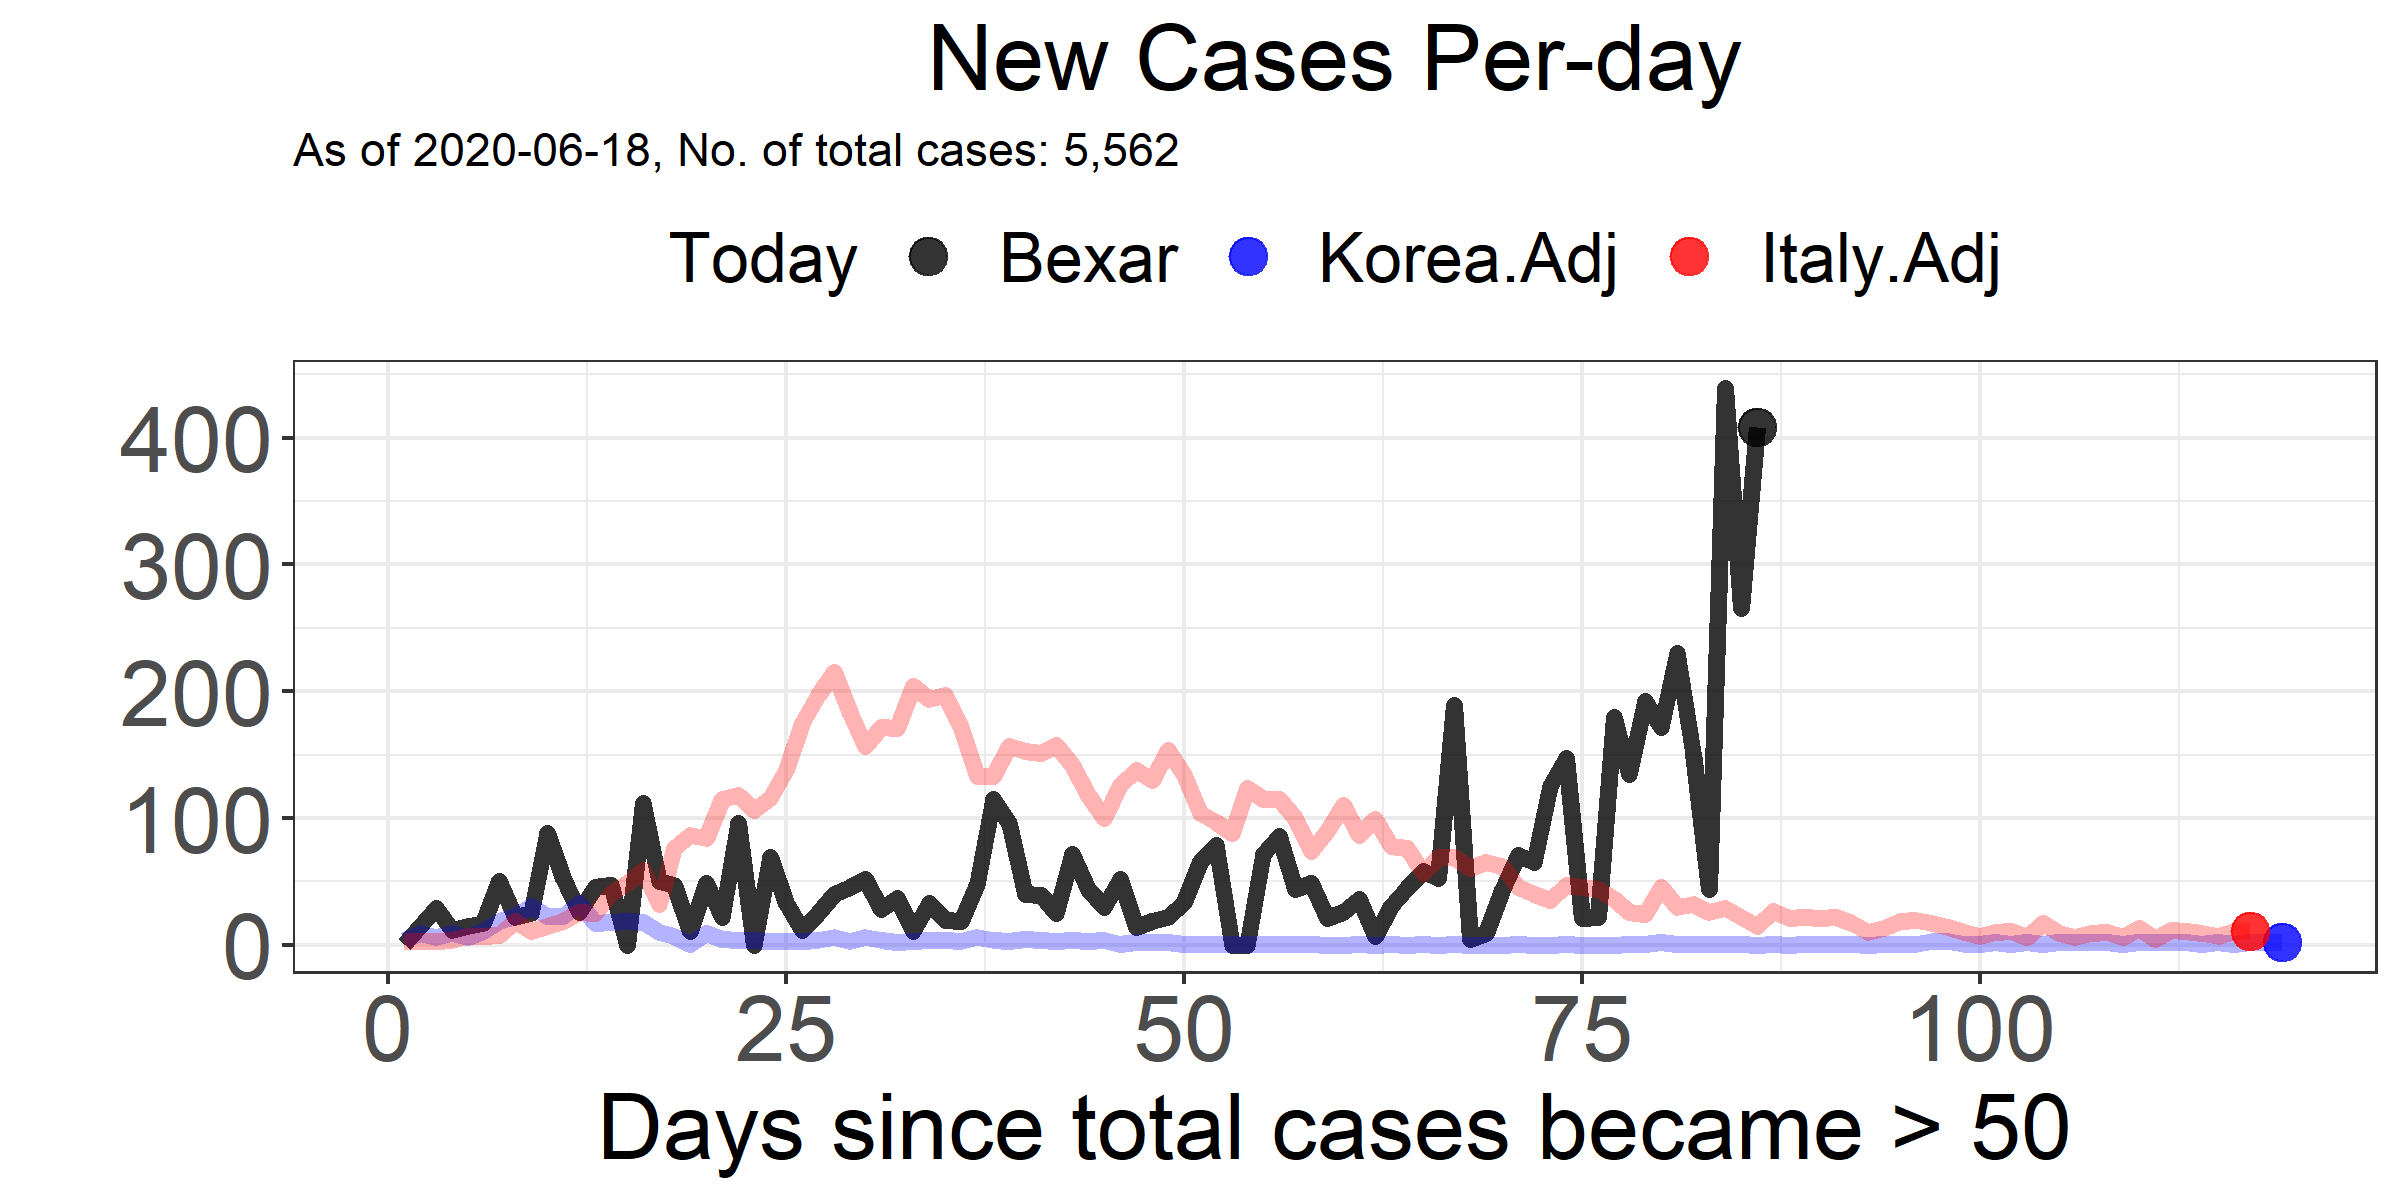 New Cases Per-day
As of 2020-06-18, No. of total cases: 5,562
Today Bexar Korea.Adj Italy.Adj
400
300
200
100
0
0 25 50 75 100
Days since total cases became > 50